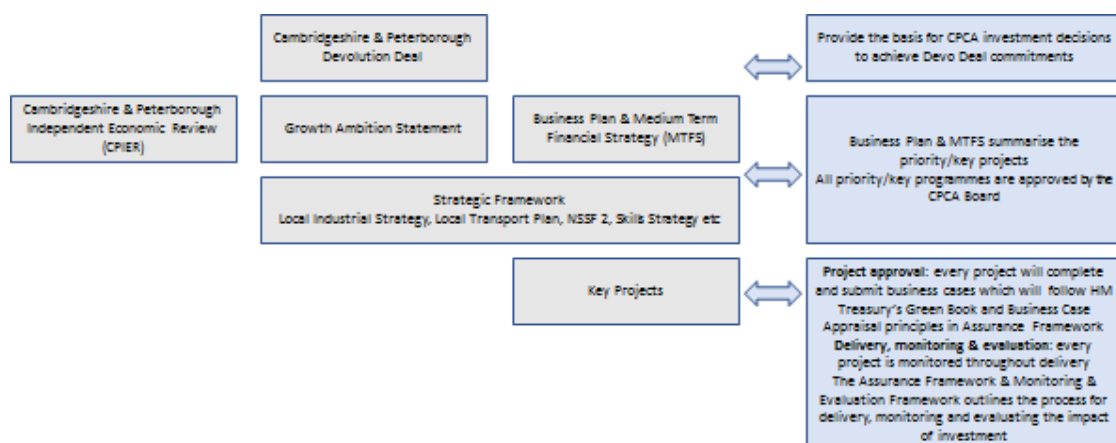 Cambridgeshire & Peterborough
Devolution Deal
Provide the basis for CPCA investment decisions
to achieve Devo Deal commitments
Cambridgeshire & Peterborough
Independent Economic Review
(CPIER)
Growth Ambition Statement
Business Plan & Medium Term
Financial Strategy (MTFS)
Business Plan & MTFS summarise the
priority/key projects
All priority/key programmes are approved by the
CPCA Board
Strategic Framework
Local Industrial Strategy, Local Transport Plan, NSSF 2, Skills Strategy etc
Key Projects
Project approval: every project will complete
and submit business cases which will follow HM
Treasury's Green Book and Business Case
Appraisal principles in Assurance Framework
Delivery, monitoring & evaluation: every
project is monitored throughout delivery
The Assurance Framework & Monitoring &
Evaluation Framework outlines the process for
delivery, monitoring and evaluating the impact
of investment